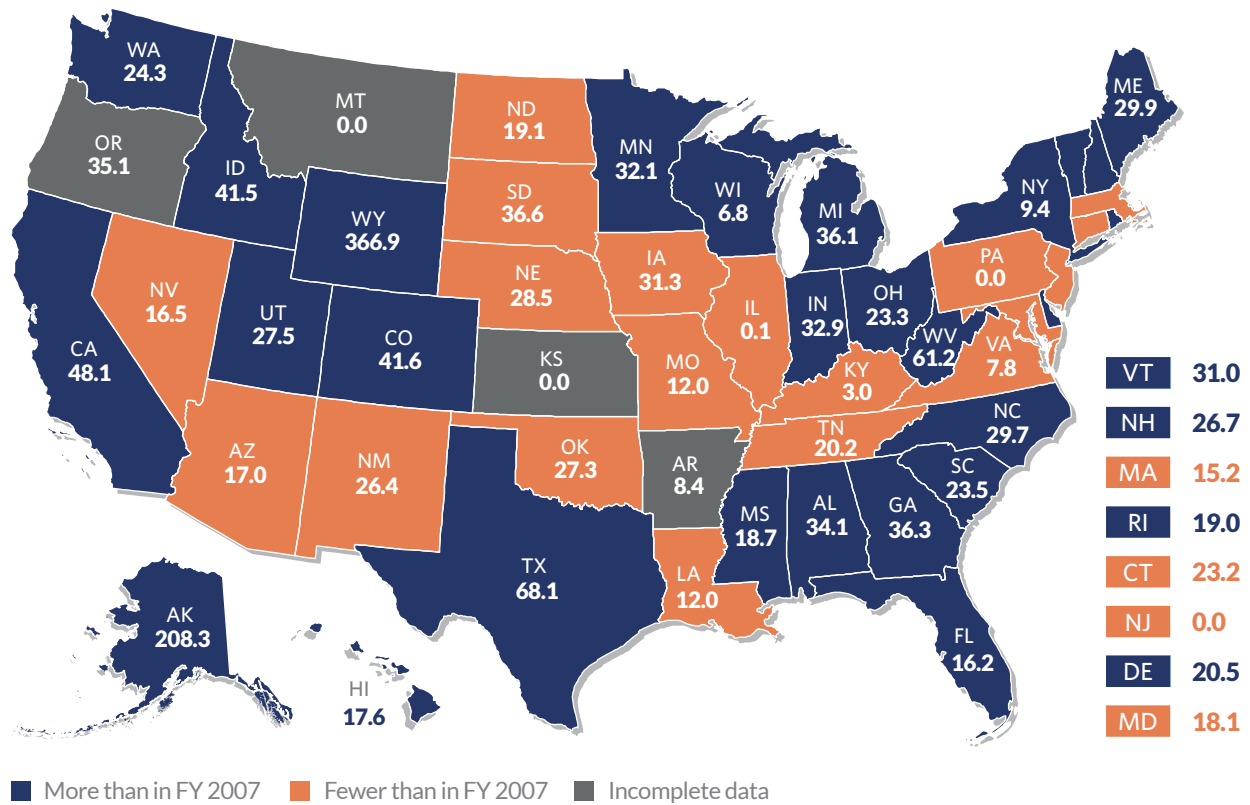 WA
24.3
OR
35.1
MT
0.0
ID
41.5
WY
366.9
ND
19.1
SD
36.6
NE
28.5
MN
32.1
WI
6.8
MI
36.1
IA
31.3
NY
9.4
ME
29.9
CA
48.1
NV
16.5
UT
27.5
CO
41.6
KS
0.0
MO
12.0
IL
0.1
IN
32.9
OH
23.3
PA
0.0
WV
61.2
VA
7.8
KY
3.0
AZ
17.0
NM
26.4
OK
27.3
AR
8.4
TN
20.2
NC
29.7
SC
23.5
MS
18.7
AL
34.1
GA
36.3
TX
68.1
LA
12.0
FL
16.2
AK
208.3
HI
17.6
VT 31.0
NH 26.7
MA 15.2
RI 19.0
CT 23.2
NJ 0.0
DE 20.5
MD 18.1
More than in FY 2007 Fewer than in FY 2007 Incomplete data